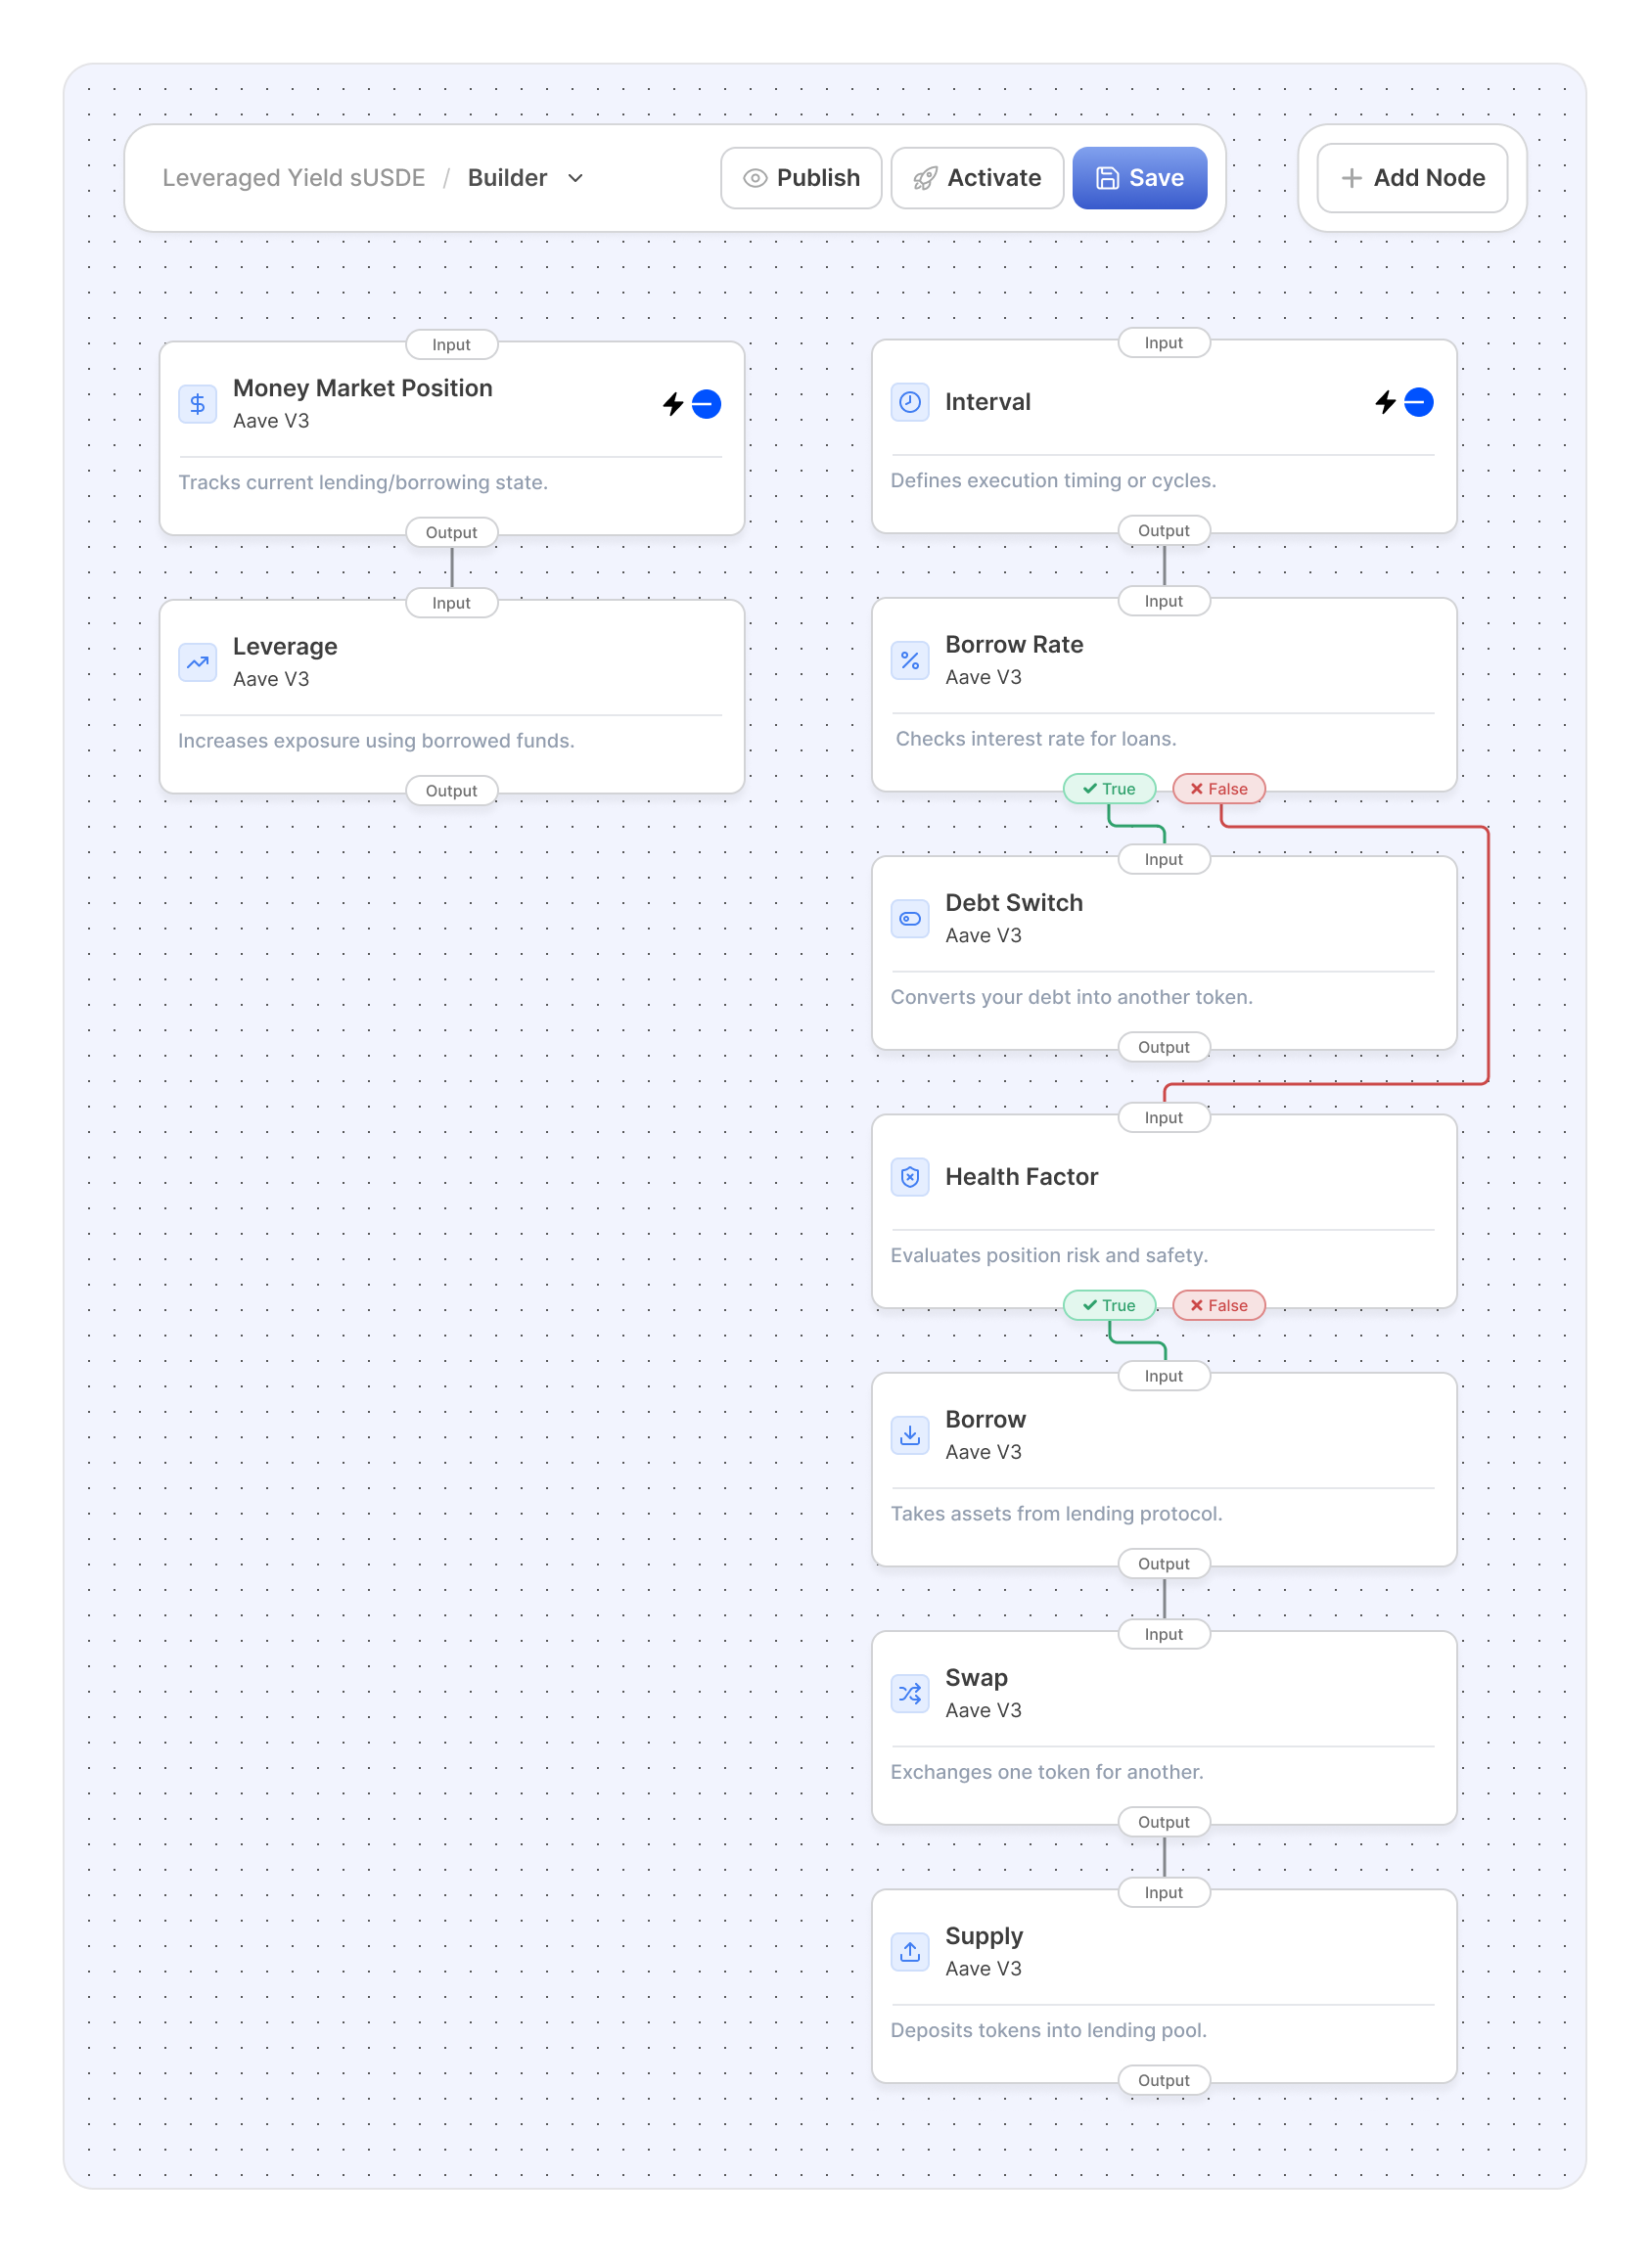 Leveraged Yield sUSDE / Builder
Publish
Activate
Save
Add Node
Input
Money Market Position
Aave V3
Tracks current lending/borrowing state.
Output
Input
Leverage
Aave V3
Increases exposure using borrowed funds.
Output
Input
Interval
Defines execution timing or cycles.
Output
Input
Borrow Rate
Aave V3
Checks interest rate for loans.
True
False
Input
Debt Switch
Aave V3
Converts your debt into another token.
Output
Input
Health Factor
Evaluates position risk and safety.
True
False
Input
Borrow
Aave V3
Takes assets from lending protocol.
Output
Input
Swap
Aave V3
Exchanges one token for another.
Output
Input
Supply
Aave V3
Deposits tokens into lending pool.
Output